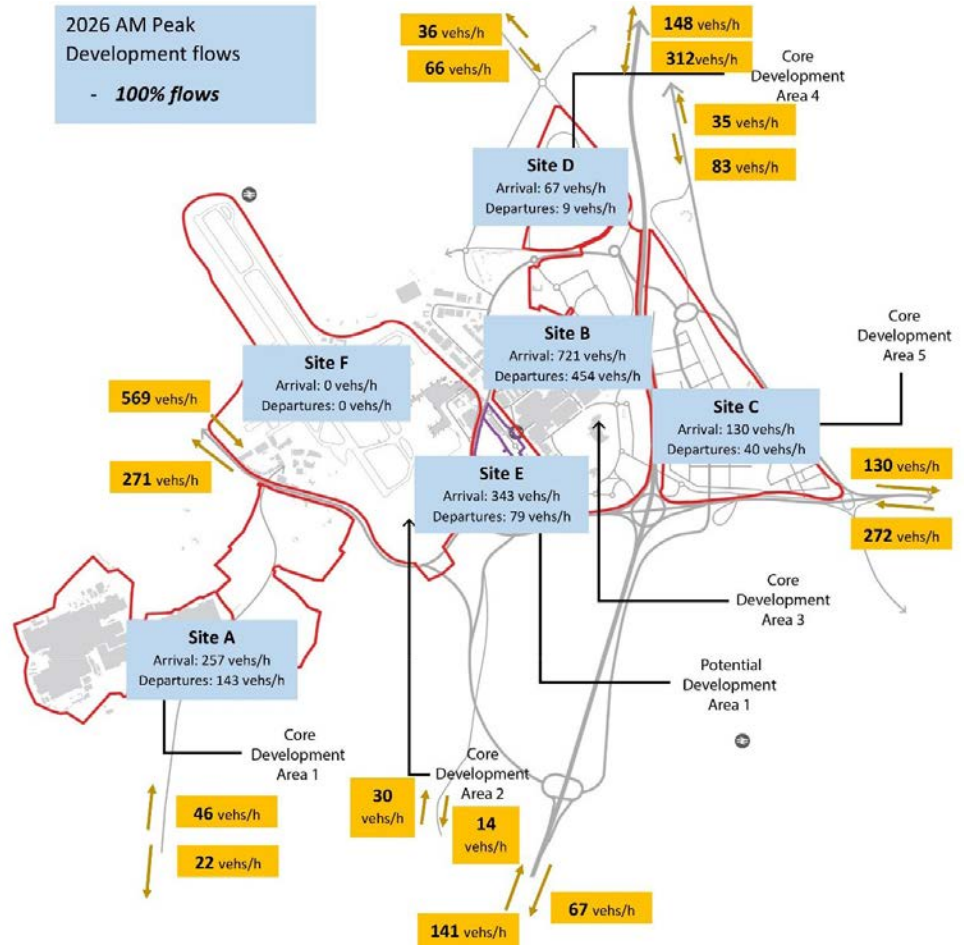 2026 AM Peak
Development flows
- 100% flows
36 vehs/h
66 vehs/h
148 vehs/h
312vehs/h
Core
Development
Area 4
35 vehs/h
83 vehs/h
Site D
Arrival: 67 vehs/h
Departures: 9 vehs/h
Site B
Arrival: 721 vehs/h
Departures: 454 vehs/h
Core
Development
Area 5
Site F
Arrival: 0 vehs/h
Departures: 0 vehs/h
569 vehs/h
271 vehs/h
Site C
Arrival: 130 vehs/h
Departures: 40 vehs/h
130 vehs/h
272 vehs/h
Site E
Arrival: 343 vehs/h
Departures: 79 vehs/h
Core
Development
Area 3
Site A
Arrival: 257 vehs/h
Departures: 143 vehs/h
Potential
Development
Area 1
Core
Development
Area 1
Core
Development
Area 2
30
vehs/h
14
vehs/h
46 vehs/h
22 vehs/h
141 vehs/h
67 vehs/h